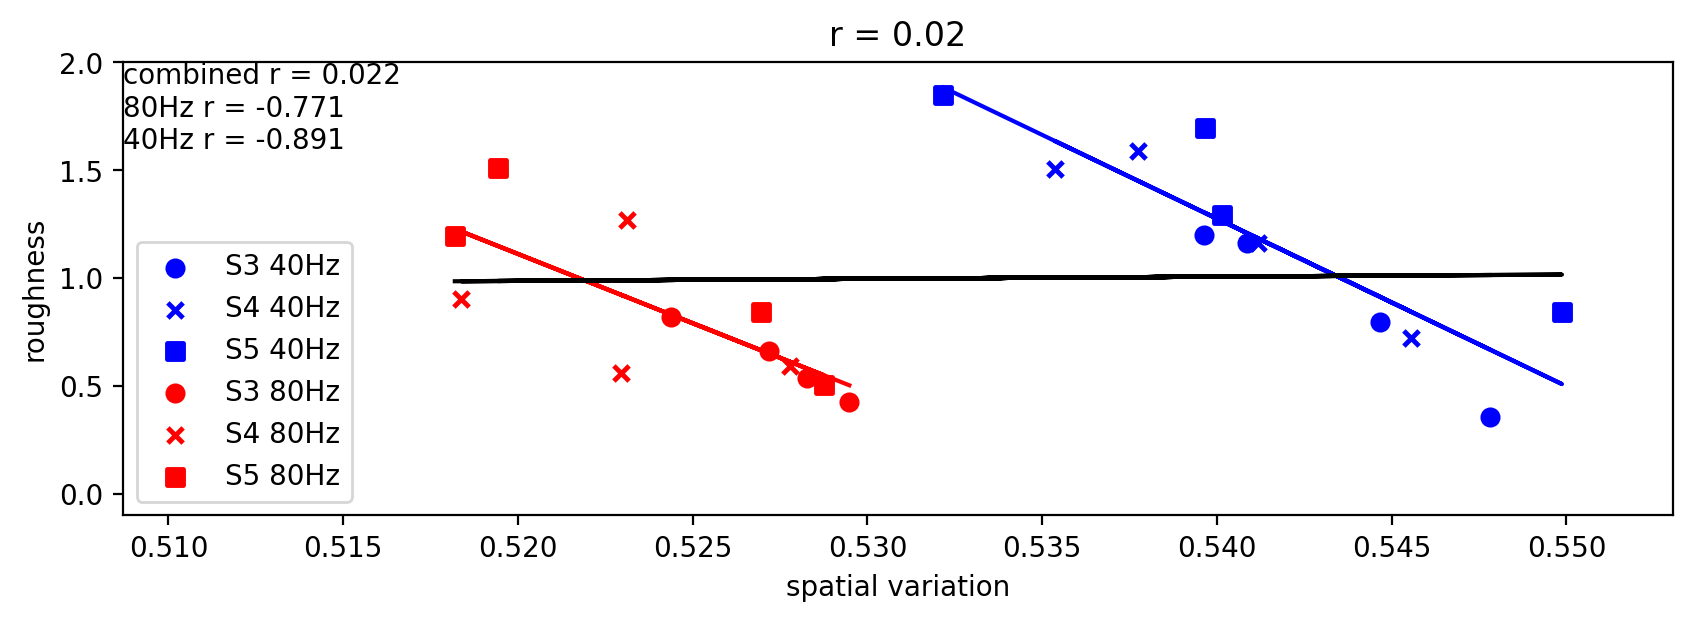 r = 0.02
combined r = 0.022
80Hz r = -0.771
40Hz r = -0.891
2.0
1.5
1.0
0.5
0.0
roughness
S3 40Hz
S4 40Hz
S5 40Hz
S3 80Hz
S4 80Hz
S5 80Hz
0.510 0.515 0.520 0.525 0.530 0.535 0.540 0.545 0.550
spatial variation